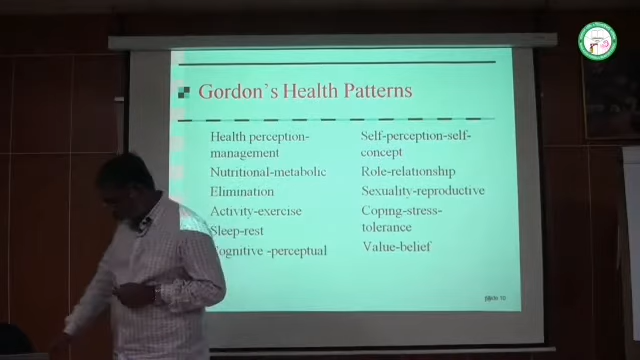 Gordon`s Health Patterns
Health perception-
management
Nutritional-metabolic
Elimination
Activity-exercise
Sleep-rest
Cognitive -perceptual
Self-perception-self-
concept
Role-relationship
Sexuality-reproductive
Coping-stress-
tolerance
Value-belief